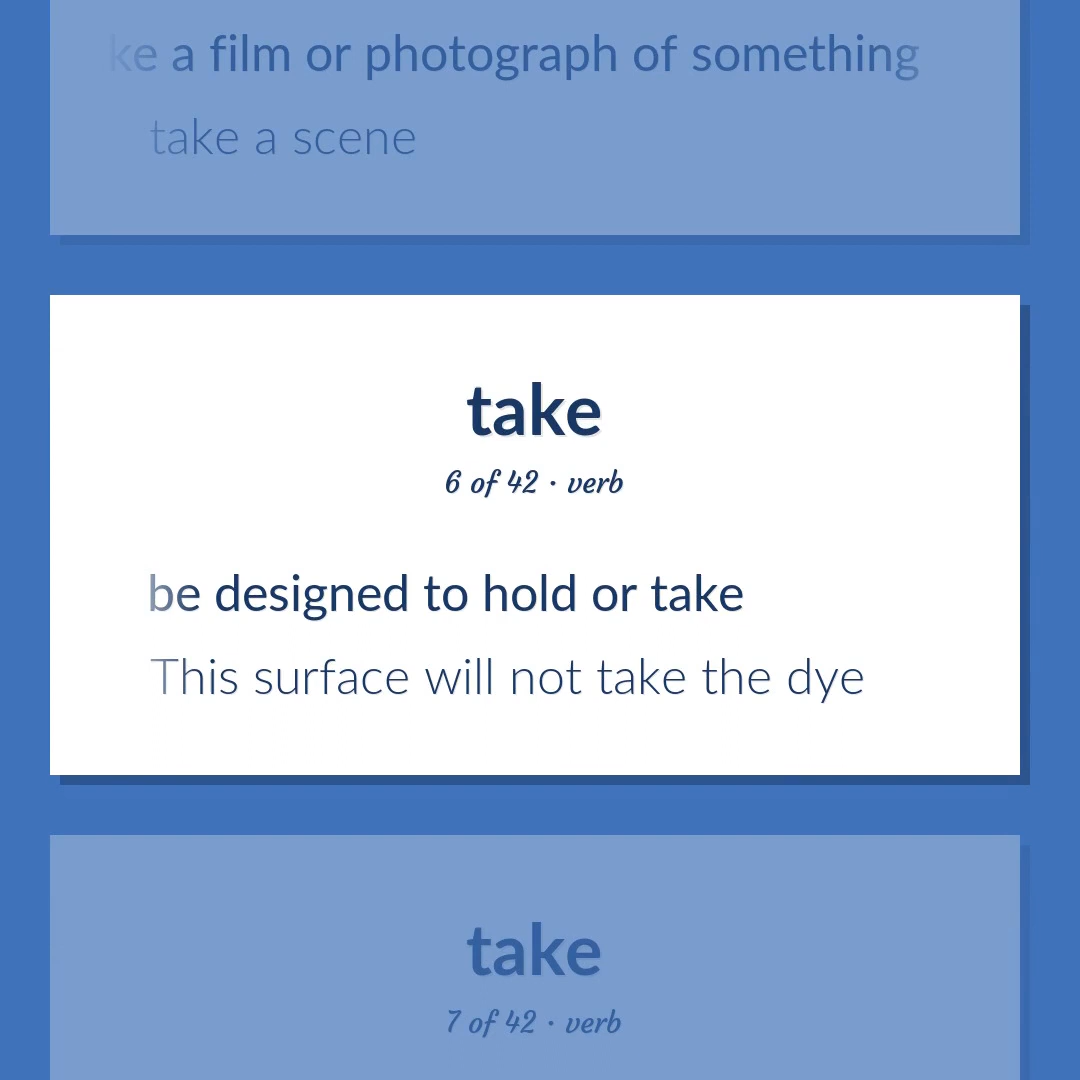 ke a film or photograph of something
take a scene
take
6 of 42 · verb
be designed to hold or take
This surface will not take the dye
take
7 of 42 · verb